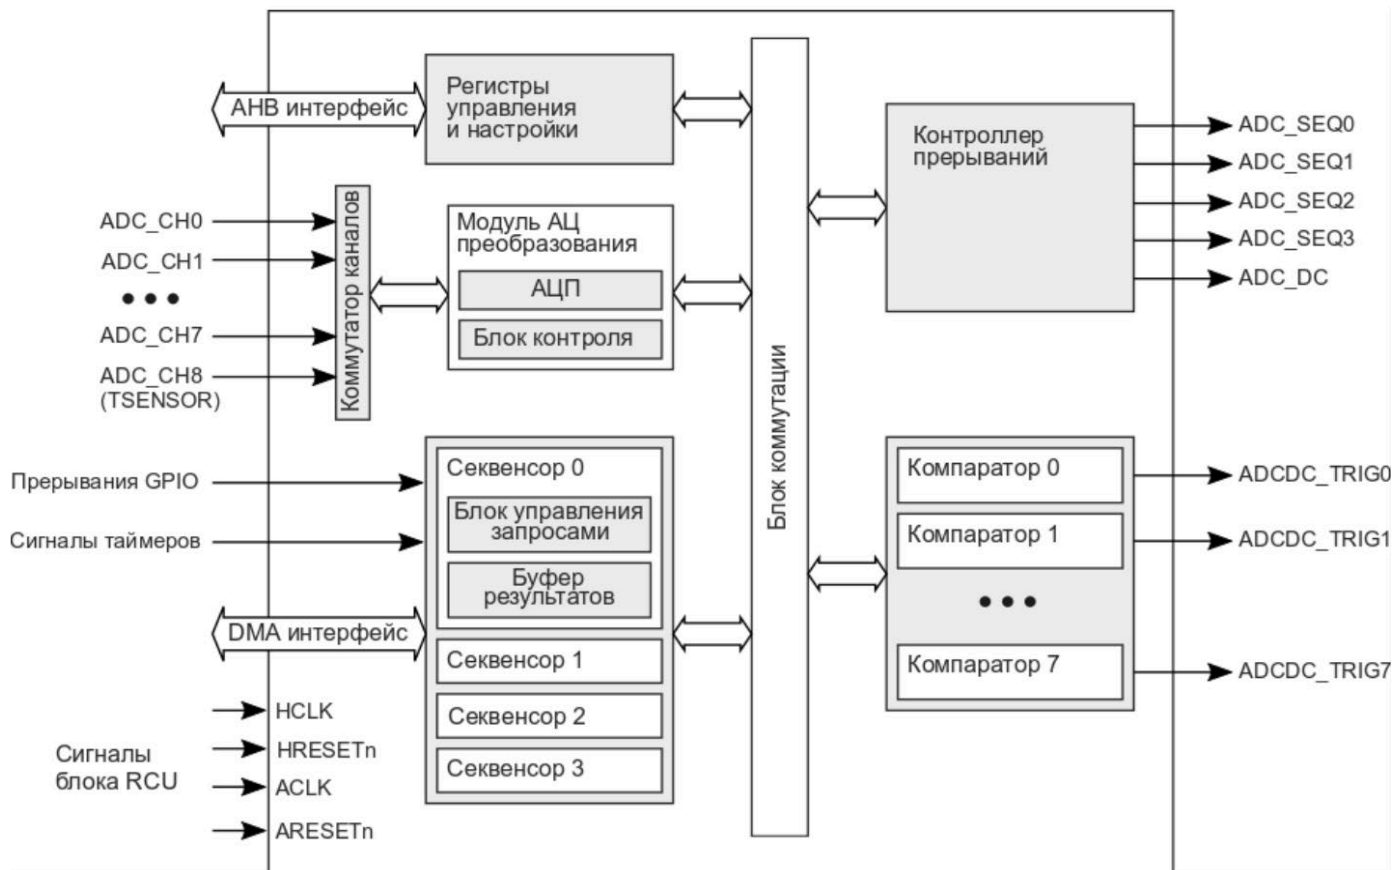 АНВ интерфейс
Регистры
управления
и настройки
Контроллер
прерываний
ADC_SEQ0
ADC_SEQ1
ADC_SEQ2
ADC_SEQ3
ADC_DC
ADC_CH0
ADC_CH1
ADC_CH7
ADC_CH8
(TSENSOR)
Коммутатор каналов
Модуль АЦ
преобразования
АЦП
Блок контроля
Блок коммутации
Прерывания GPIO
Сигналы таймеров
DMA интерфейс
Секвенсор 0
Блок управления
запросами
Буфер
результатов
Секвенсор 1
Секвенсор 2
Секвенсор 3
Компаратор 0
Компаратор 1
Компаратор 7
ADCDC_TRIG0
ADCDC_TRIG1
ADCDC_TRIG7
Сигналы
блока RCU
HCLK
HRESETn
ACLK
ARESETn